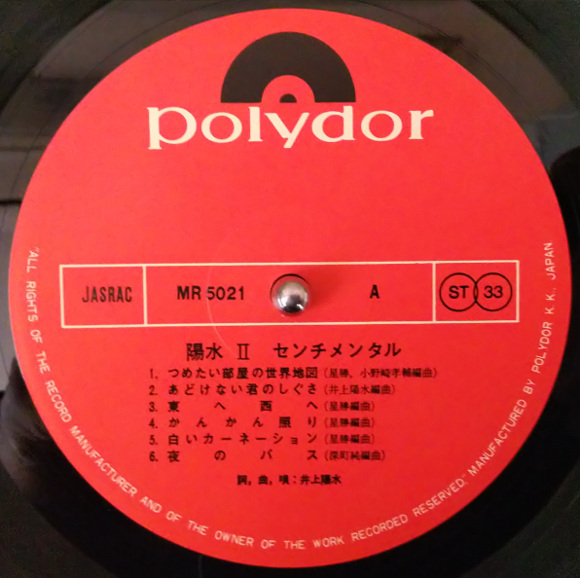 polydor
JASRAC MR 5021 A ST 33
陽水 II センチメンタル
1. つめたい部屋の世界地図 (星勝、小野崎孝輔編曲)
2. あどけない君のしぐさ (井上陽水編曲)
3. 東へ西へ (星勝編曲)
4. かんかん照り (星勝編曲)
5. 白いカーネーション (星勝編曲)
6. 夜のバス (深町純編曲)
詞，曲，唄：井上陽水
"ALL RIGHTS OF THE RECORD MANUFACTURER AND OF THE OWNER OF THE WORK RECORDED RESERVED. MANUFACTURED BY POLYDOR K.K., JAPAN